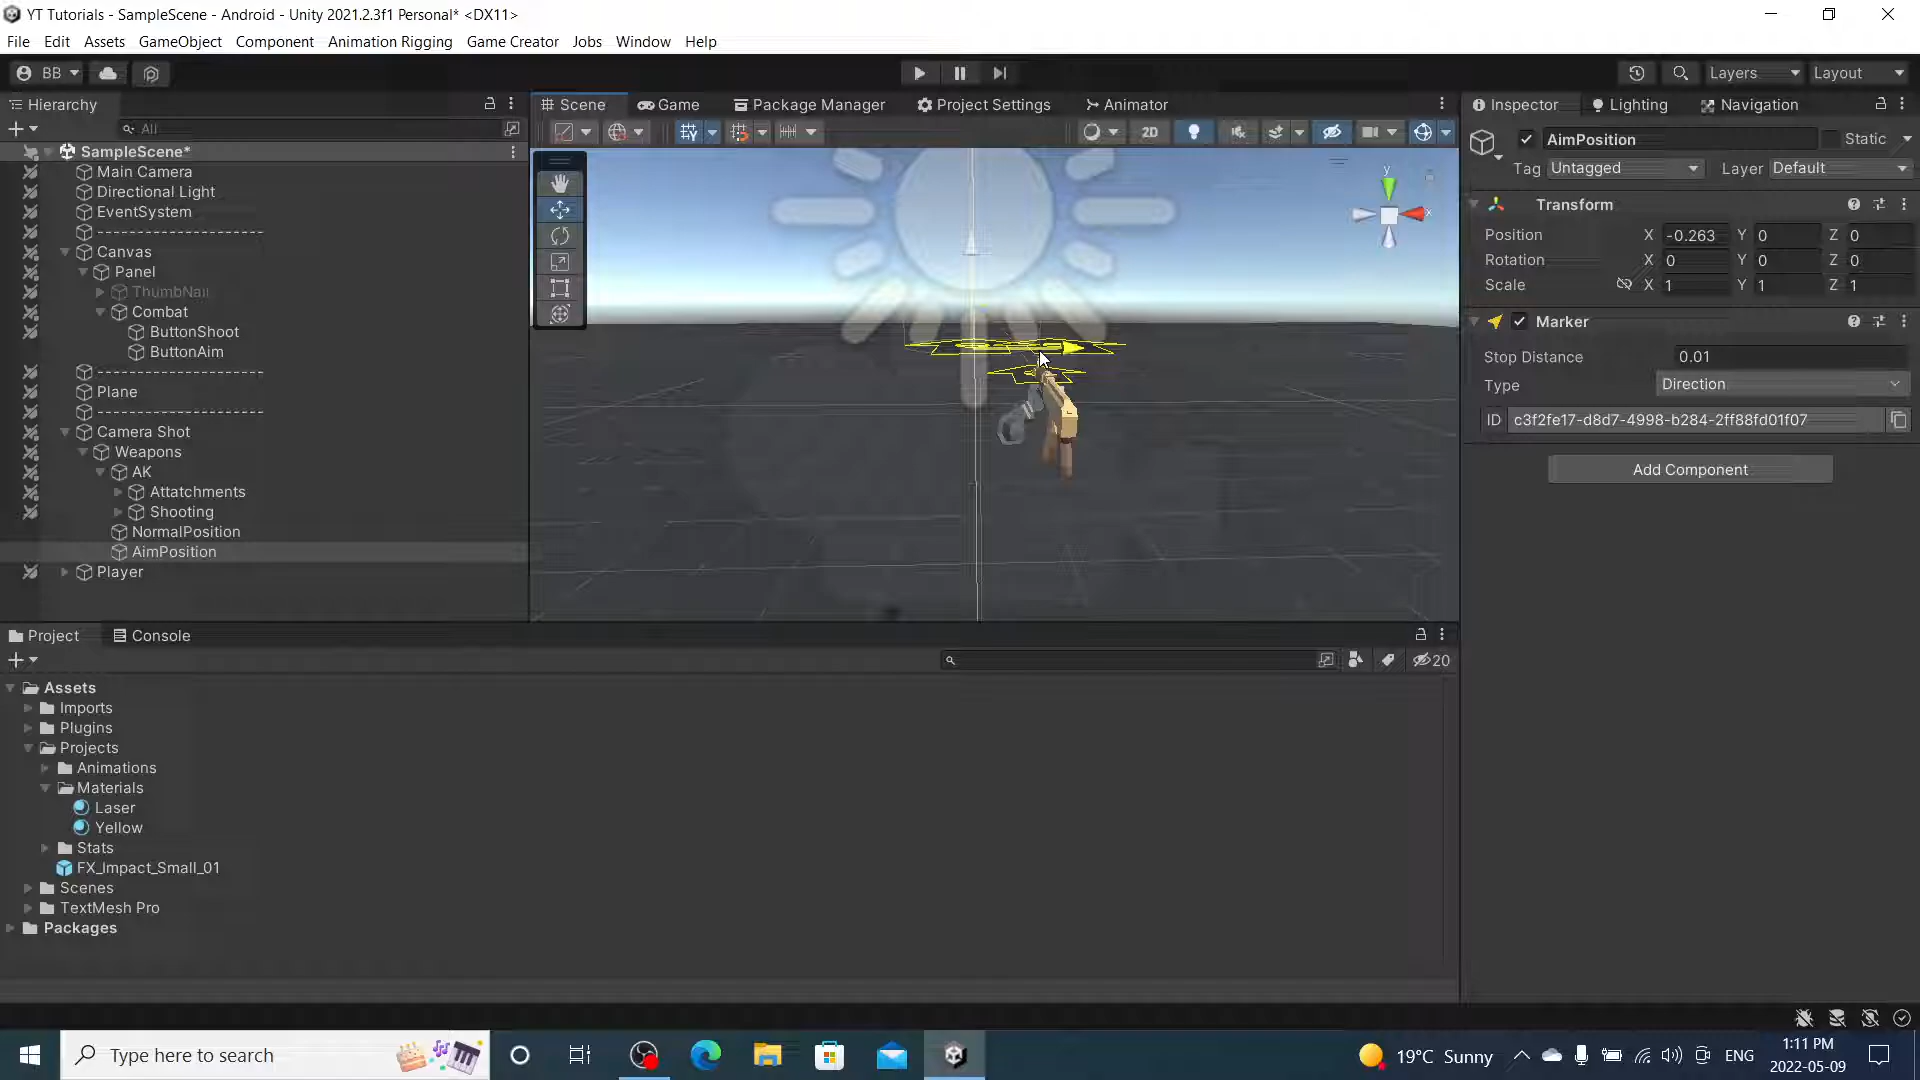 YT Tutorials - SampleScene - Android - Unity 2021.2.3f1 Personal* <DX11>
File Edit Assets GameObject Component Animation Rigging Game Creator Jobs Window Help
BB Layers Layout
Hierarchy Scene Game Package Manager Project Settings Animator Inspector Lighting Navigation
All 2D
SampleScene*
Main Camera
Directional Light
EventSystem
---------------------
Canvas
Panel
ThumbNail
Combat
ButtonShoot
ButtonAim
---------------------
Plane
---------------------
Camera Shot
Weapons
AK
Attatchments
Shooting
NormalPosition
AimPosition
Player
y
x
AimPosition Static
Tag Untagged Layer Default
Transform
Position X -0.263 Y 0 Z 0
Rotation X 0 Y 0 Z 0
Scale X 1 Y 1 Z 1
Marker
Stop Distance 0.01
Type Direction
ID c3f2fe17-d8d7-4998-b284-2ff88fd01f07
Add Component
Project Console
20
Assets
Imports
Plugins
Projects
Animations
Materials
Laser
Yellow
Stats
FX_Impact_Small_01
Scenes
TextMesh Pro
Packages
Type here to search
19°C Sunny ENG
1:11 PM
2022-05-09